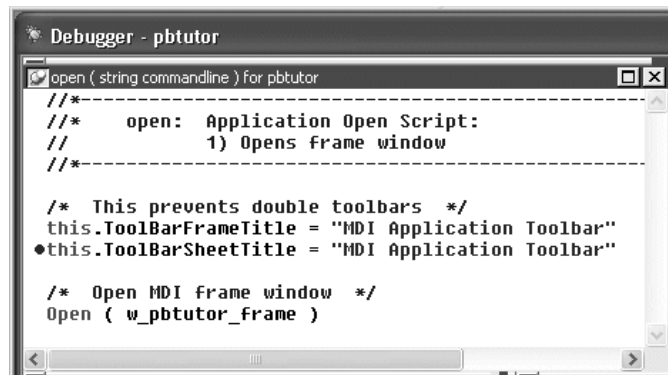 Debugger - pbtutor
open ( string commandline ) for pbtutor
//*-------------------------------------------------
//*    open:  Application Open Script:
//            1) Opens frame window
//*-------------------------------------------------
/*  This prevents double toolbars  */
this.ToolBarFrameTitle = "MDI Application Toolbar"
this.ToolBarSheetTitle = "MDI Application Toolbar"
/*  Open MDI frame window  */
Open ( w_pbtutor_frame )